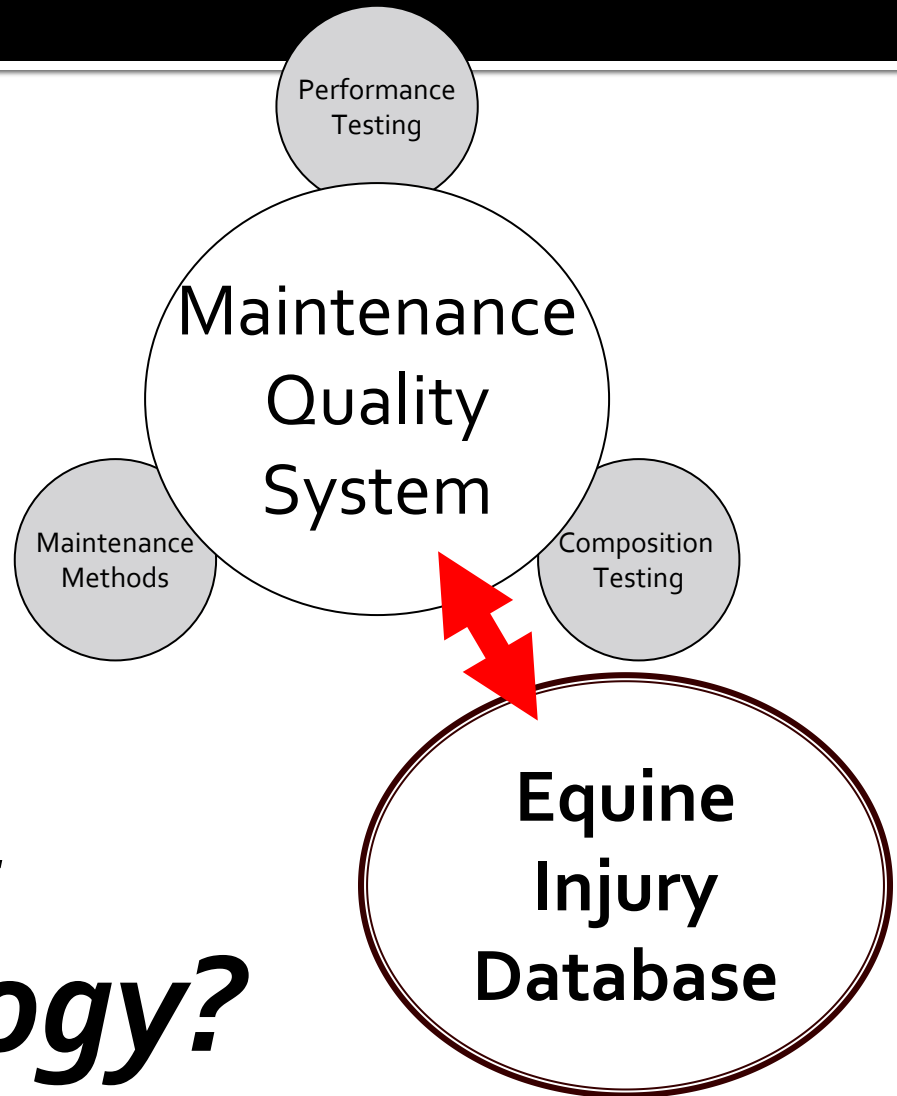 Performance
Testing
Maintenance
Quality
System
Maintenance
Methods
Composition
Testing
Equine
Injury
Database
ogy?